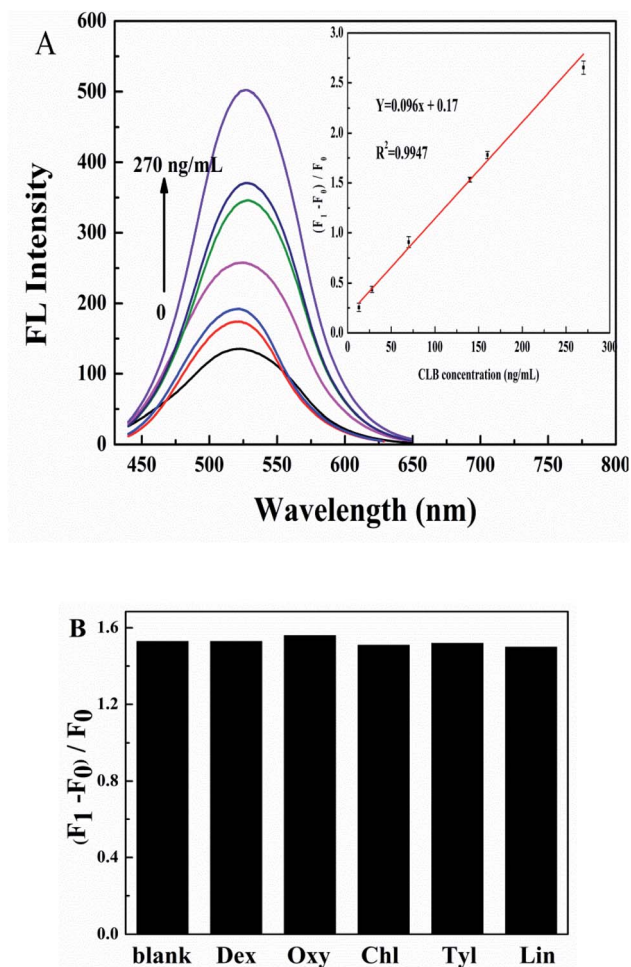 A
600
500
400
300
200
100
0
FL Intensity
270 ng/mL
0
450 500 550 600 650 700 750 800
Wavelength (nm)
3.0
2.5
2.0
1.5
1.0
0.5
0.0
(F1 -F0) / F0
Y=0.096x + 0.17
R2=0.9947
0 50 100 150 200 250 300
CLB concentration (ng/mL)
B
1.6
1.2
0.8
0.4
0.0
(F1 -F0) / F0
blank Dex Oxy Chl Tyl Lin